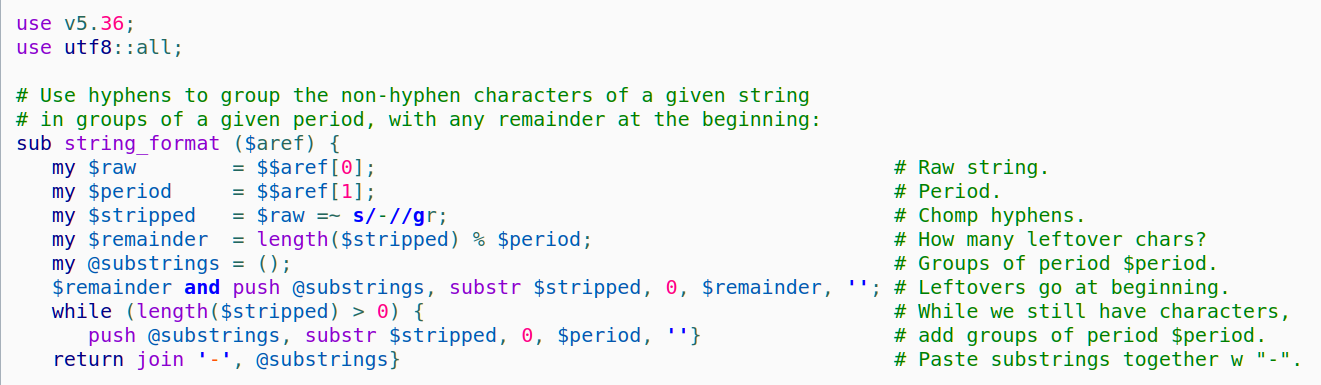 use v5.36;
use utf8::all;

# Use hyphens to group the non-hyphen characters of a given string
# in groups of a given period, with any remainder at the beginning:
sub string_format ($aref) {
   my $raw        = $$aref[0];                                           # Raw string.
   my $period     = $$aref[1];                                           # Period.
   my $stripped   = $raw =~ s/-//gr;                                     # Chomp hyphens.
   my $remainder  = length($stripped) % $period;                         # How many leftover chars?
   my @substrings = ();                                                  # Groups of period $period.
   $remainder and push @substrings, substr $stripped, 0, $remainder, ''; # Leftovers go at beginning.
   while (length($stripped) > 0) {                                       # While we still have characters,
      push @substrings, substr $stripped, 0, $period, ''}                # add groups of period $period.
   return join '-', @substrings}                                         # Paste substrings together w "-".